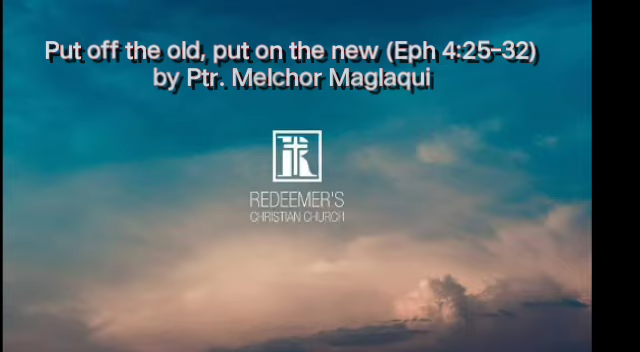 Put off the old, put on the new (Eph 4:25-32)
by Ptr. Melchor Maglaqui
REDEEMER'S
CHRISTIAN CHURCH